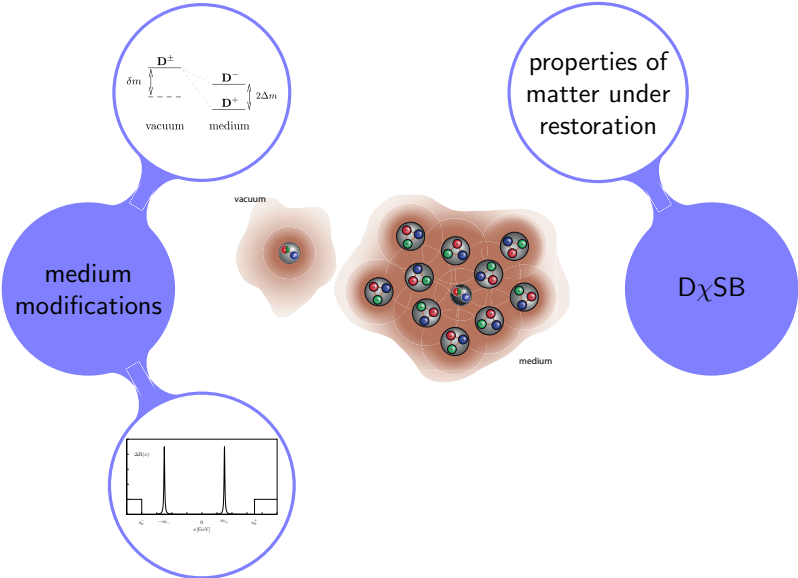 D±
δm
D−
D+
2Δm
vacuum
medium
properties of
matter under
restoration
vacuum
medium
modifications
DχSB
medium
ΔΠ(s)
−m₋
0
m₊
s [GeV]